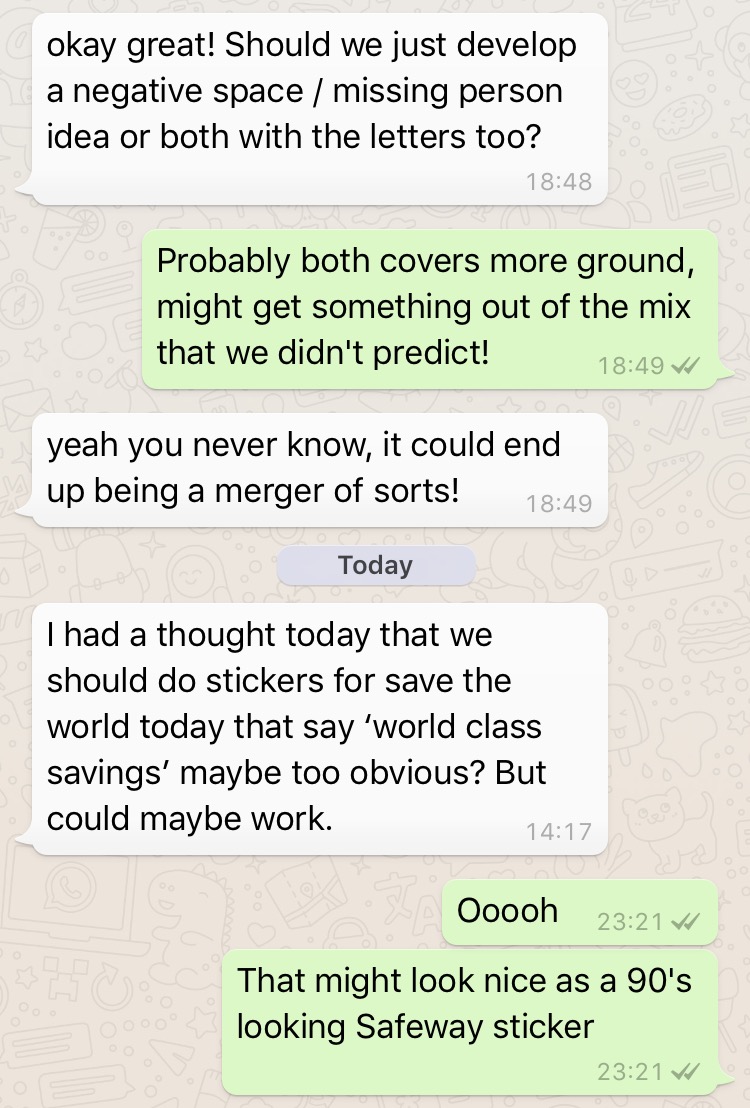 okay great! Should we just develop
a negative space / missing person
idea or both with the letters too?
18:48
Probably both covers more ground,
might get something out of the mix
that we didn't predict!
18:49
yeah you never know, it could end
up being a merger of sorts!
18:49
Today
I had a thought today that we
should do stickers for save the
world today that say ‘world class
savings’ maybe too obvious? But
could maybe work.
14:17
Ooooh
23:21
That might look nice as a 90's
looking Safeway sticker
23:21